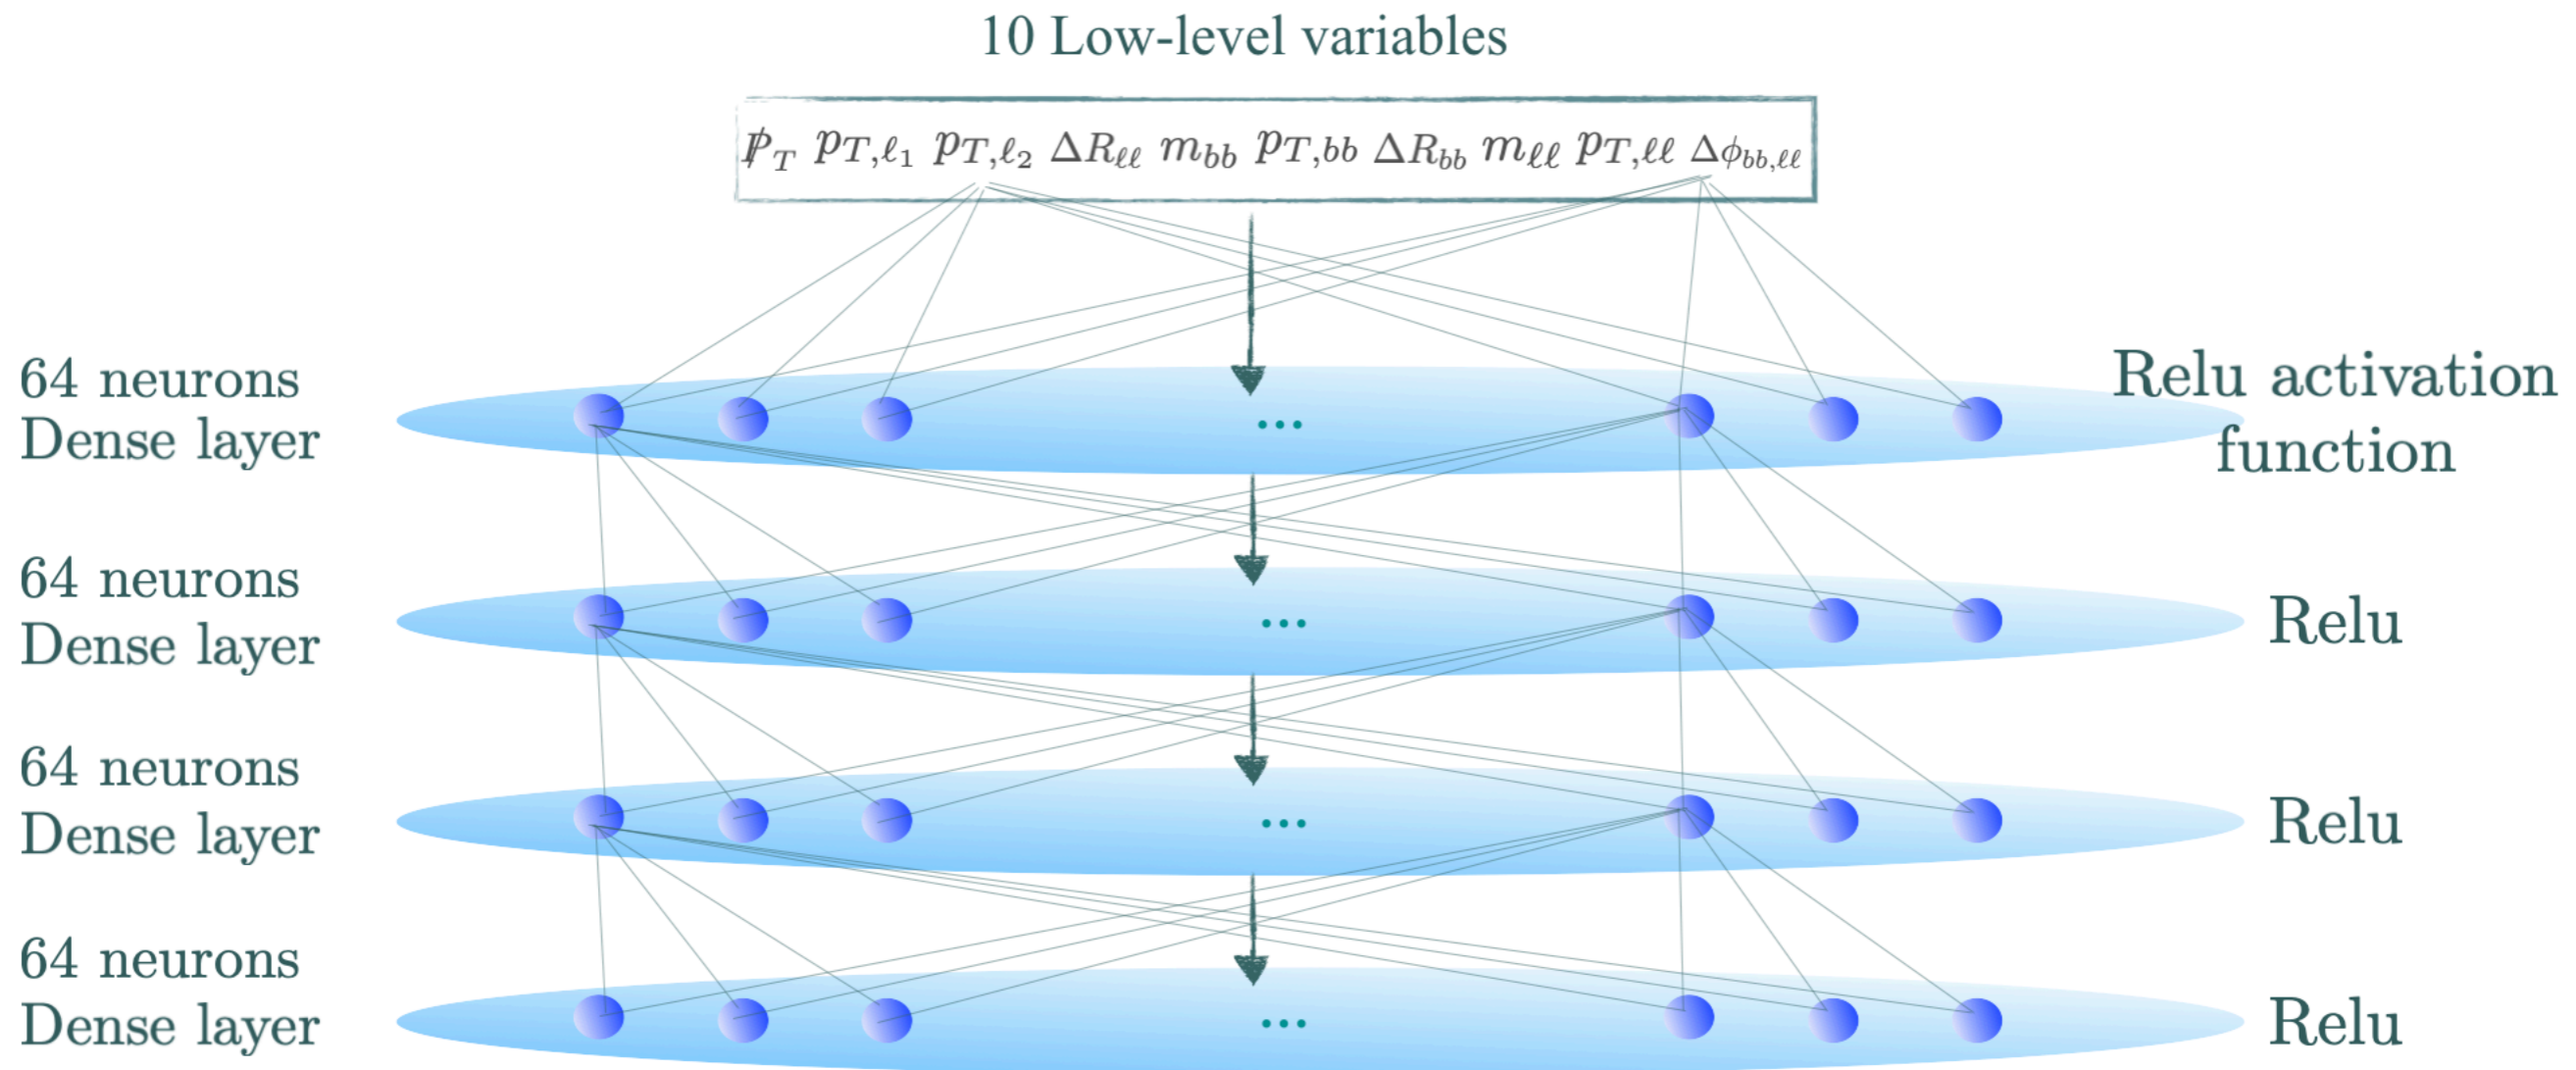 10 Low-level variables
p̸_T p_{T,ℓ₁} p_{T,ℓ₂} ΔR_{ℓℓ} m_{bb} p_{T,bb} ΔR_{bb} m_{ℓℓ} p_{T,ℓℓ} Δϕ_{bb,ℓℓ}
64 neurons
Dense layer
...
Relu activation
function
64 neurons
Dense layer
...
Relu
64 neurons
Dense layer
...
Relu
64 neurons
Dense layer
...
Relu